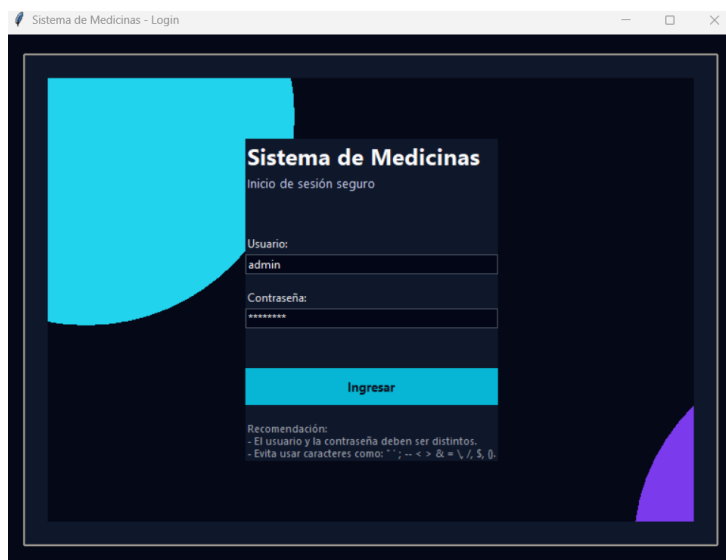 Sistema de Medicinas - Login
Sistema de Medicinas
Inicio de sesión seguro
Usuario:
admin
Contraseña:
********
Ingresar
Recomendación:
- El usuario y la contraseña deben ser distintos.
- Evita usar caracteres como: " ' ; -- < > & = \, /, $, ().